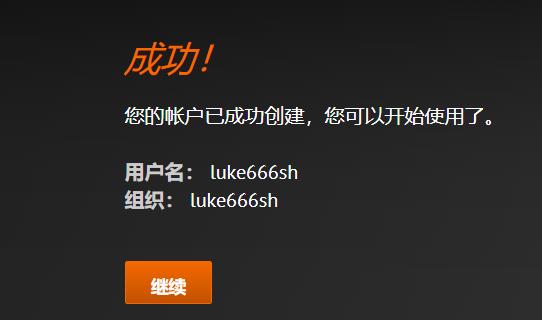 成功！
您的帐户已成功创建，您可以开始使用了。
用户名： luke666sh
组织： luke666sh
继续